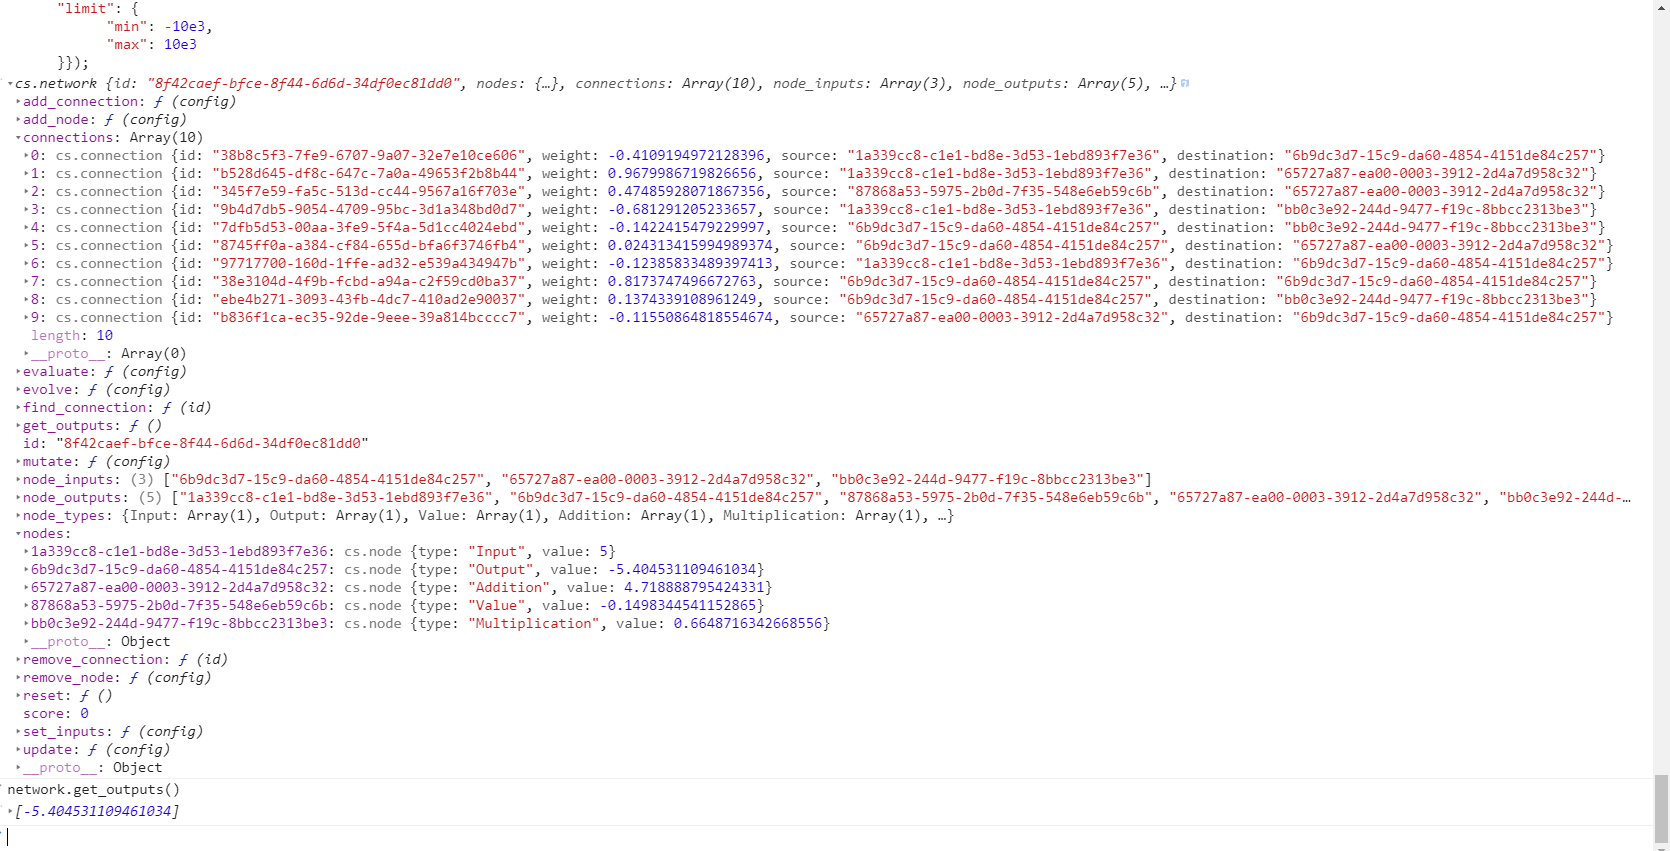 "limit": {
"min": -10e3,
"max": 10e3
}});
cs.network {id: "8f42caef-bfce-8f44-6d6d-34df0ec81dd0", nodes: {…}, connections: Array(10), node_inputs: Array(3), node_outputs: Array(5), …}
add_connection: ƒ (config)
add_node: ƒ (config)
connections: Array(10)
0: cs.connection {id: "38b8c5f3-7fe9-6707-9a07-32e7e10ce606", weight: -0.4109194972128396, source: "1a339cc8-c1e1-bd8e-3d53-1ebd893f7e36", destination: "6b9dc3d7-15c9-da60-4854-4151de84c257"}
1: cs.connection {id: "b528d645-df8c-647c-7a0a-49653f2b8b44", weight: 0.9679986719826656, source: "1a339cc8-c1e1-bd8e-3d53-1ebd893f7e36", destination: "65727a87-ea00-0003-3912-2d4a7d958c32"}
2: cs.connection {id: "345f7e59-fa5c-513d-cc44-9567a16f703e", weight: 0.47485928071867356, source: "87868a53-5975-2b0d-7f35-548e6eb59c6b", destination: "65727a87-ea00-0003-3912-2d4a7d958c32"}
3: cs.connection {id: "9b4d7db5-9054-4709-95bc-3d1a348bd0d7", weight: -0.681291205233657, source: "1a339cc8-c1e1-bd8e-3d53-1ebd893f7e36", destination: "bb0c3e92-244d-9477-f19c-8bbcc2313be3"}
4: cs.connection {id: "7dfb5d53-00aa-3fe9-5f4a-5d1cc4024ebd", weight: -0.1422415479229997, source: "6b9dc3d7-15c9-da60-4854-4151de84c257", destination: "bb0c3e92-244d-9477-f19c-8bbcc2313be3"}
5: cs.connection {id: "8745ff0a-a384-cf84-655d-bfa6f3746fb4", weight: 0.024313415994989374, source: "6b9dc3d7-15c9-da60-4854-4151de84c257", destination: "65727a87-ea00-0003-3912-2d4a7d958c32"}
6: cs.connection {id: "97717700-160d-1ffe-ad32-e539a434947b", weight: -0.12385833489397413, source: "1a339cc8-c1e1-bd8e-3d53-1ebd893f7e36", destination: "6b9dc3d7-15c9-da60-4854-4151de84c257"}
7: cs.connection {id: "38e3104d-4f9b-fcbd-a94a-c2f59cd0ba37", weight: 0.8173747496672763, source: "6b9dc3d7-15c9-da60-4854-4151de84c257", destination: "6b9dc3d7-15c9-da60-4854-4151de84c257"}
8: cs.connection {id: "ebe4b271-3093-43fb-4dc7-410ad2e90037", weight: 0.1374339108961249, source: "6b9dc3d7-15c9-da60-4854-4151de84c257", destination: "bb0c3e92-244d-9477-f19c-8bbcc2313be3"}
9: cs.connection {id: "b836f1ca-ec35-92de-9eee-39a814bcccc7", weight: -0.11550864818554674, source: "65727a87-ea00-0003-3912-2d4a7d958c32", destination: "6b9dc3d7-15c9-da60-4854-4151de84c257"}
length: 10
__proto__: Array(0)
evaluate: ƒ (config)
evolve: ƒ (config)
find_connection: ƒ (id)
get_outputs: ƒ ()
id: "8f42caef-bfce-8f44-6d6d-34df0ec81dd0"
mutate: ƒ (config)
node_inputs: (3) ["6b9dc3d7-15c9-da60-4854-4151de84c257", "65727a87-ea00-0003-3912-2d4a7d958c32", "bb0c3e92-244d-9477-f19c-8bbcc2313be3"]
node_outputs: (5) ["1a339cc8-c1e1-bd8e-3d53-1ebd893f7e36", "6b9dc3d7-15c9-da60-4854-4151de84c257", "87868a53-5975-2b0d-7f35-548e6eb59c6b", "65727a87-ea00-0003-3912-2d4a7d958c32", "bb0c3e92-244d-…
node_types: {Input: Array(1), Output: Array(1), Value: Array(1), Addition: Array(1), Multiplication: Array(1), …}
nodes:
1a339cc8-c1e1-bd8e-3d53-1ebd893f7e36: cs.node {type: "Input", value: 5}
6b9dc3d7-15c9-da60-4854-4151de84c257: cs.node {type: "Output", value: -5.404531109461034}
65727a87-ea00-0003-3912-2d4a7d958c32: cs.node {type: "Addition", value: 4.718888795424331}
87868a53-5975-2b0d-7f35-548e6eb59c6b: cs.node {type: "Value", value: -0.1498344541152865}
bb0c3e92-244d-9477-f19c-8bbcc2313be3: cs.node {type: "Multiplication", value: 0.6648716342668556}
__proto__: Object
remove_connection: ƒ (id)
remove_node: ƒ (config)
reset: ƒ ()
score: 0
set_inputs: ƒ (config)
update: ƒ (config)
__proto__: Object
network.get_outputs()
[-5.404531109461034]